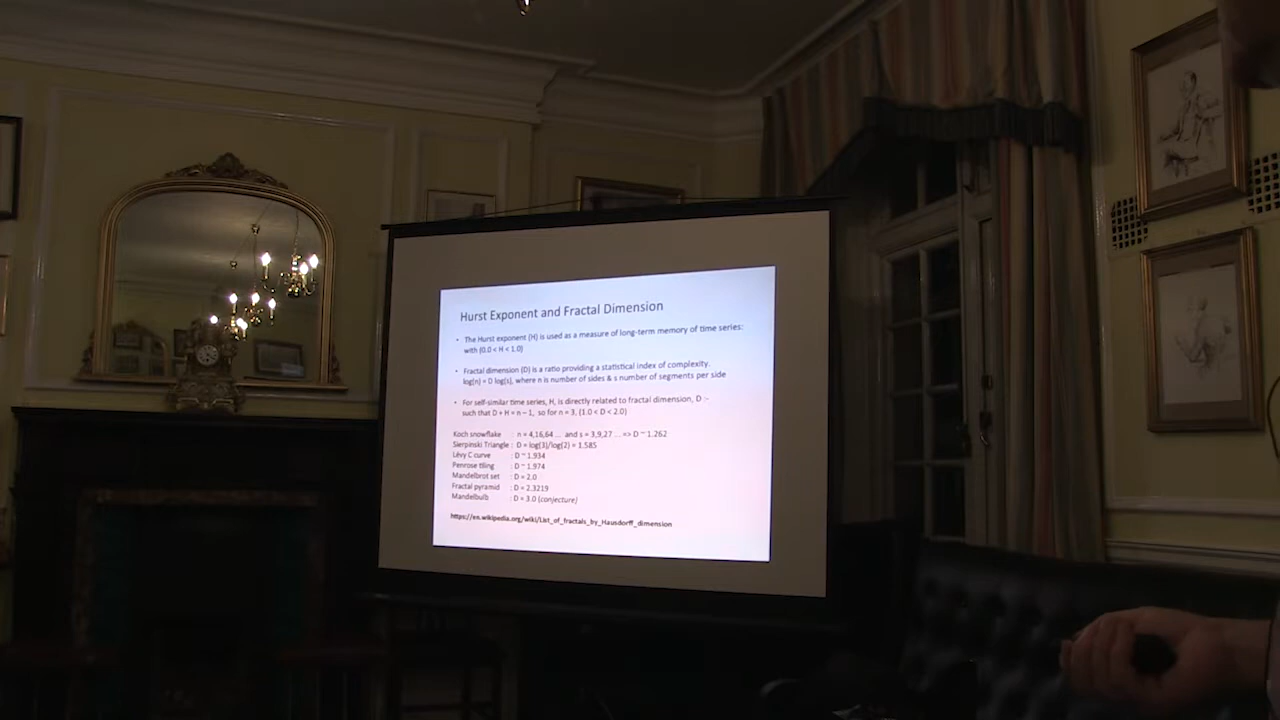 Hurst Exponent and Fractal Dimension
• The Hurst exponent (H) is used as a measure of long-term memory of time series:
with (0.0 < H < 1.0)
• Fractal dimension (D) is a ratio providing a statistical index of complexity.
log(n) = D log(s), where n is number of sides & s number of segments per side
• For self-similar time series, H, is directly related to fractal dimension, D :-
such that D + H = n – 1, so for n = 3, (1.0 < D < 2.0)
Koch snowflake : n = 4,16,64 ... and s = 3,9,27 ... => D ~ 1.262
Sierpinski Triangle : D = log(3)/log(2) = 1.585
Lévy C curve : D ~ 1.934
Penrose tiling : D ~ 1.974
Mandelbrot set : D = 2.0
Fractal pyramid : D = 2.3219
Mandelbulb : D = 3.0 (conjecture)
https://en.wikipedia.org/wiki/List_of_fractals_by_Hausdorff_dimension